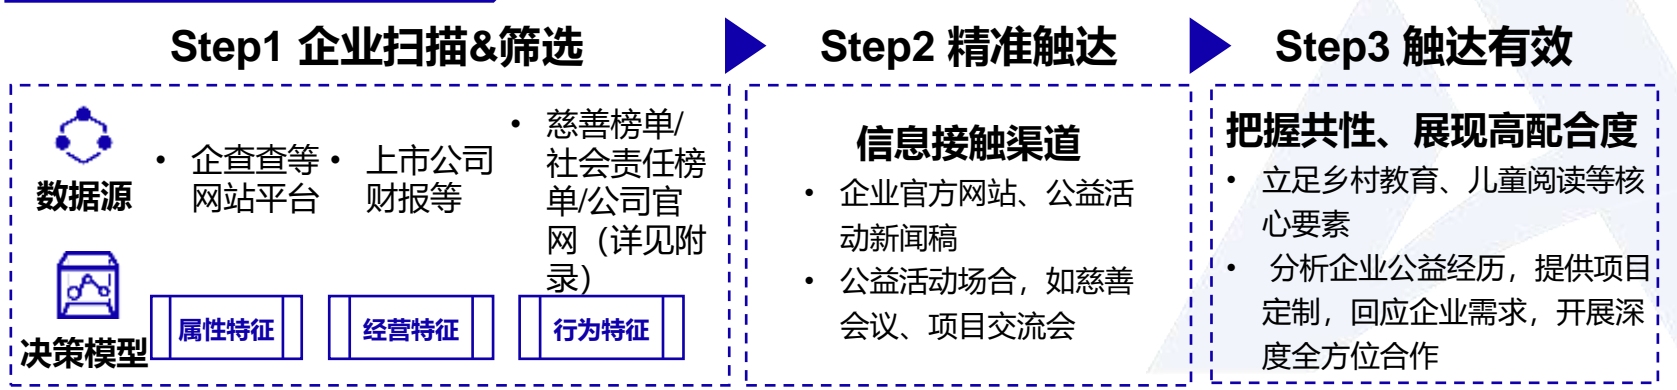 Step1 企业扫描&筛选
Step2 精准触达
Step3 触达有效
数据源
• 企查查等
网站平台
• 上市公司
财报等
• 慈善榜单/
社会责任榜
单/公司官
网（详见附
录）
决策模型
属性特征
经营特征
行为特征
信息接触渠道
• 企业官方网站、公益活
动新闻稿
• 公益活动场合，如慈善
会议、项目交流会
把握共性、展现高配合度
• 立足乡村教育、儿童阅读等核
心要素
• 分析企业公益经历，提供项目
定制，回应企业需求，开展深
度全方位合作